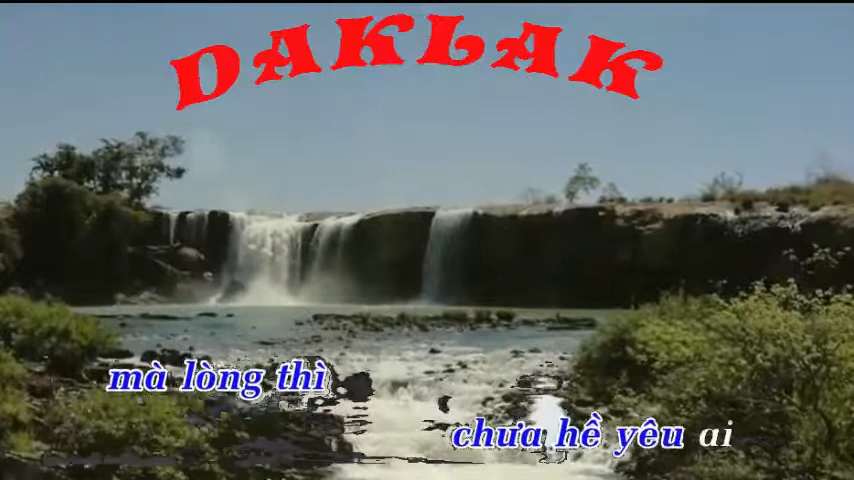 DAKLAK
mà lòng thì
chưa hề yêu ai